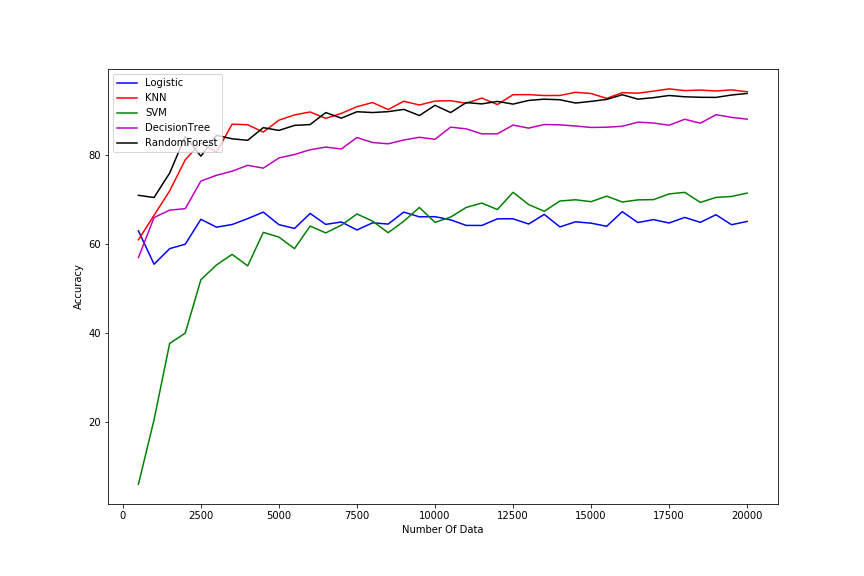 Logistic
KNN
SVM
DecisionTree
RandomForest
80
60
40
20
Accuracy
0 2500 5000 7500 10000 12500 15000 17500 20000
Number Of Data